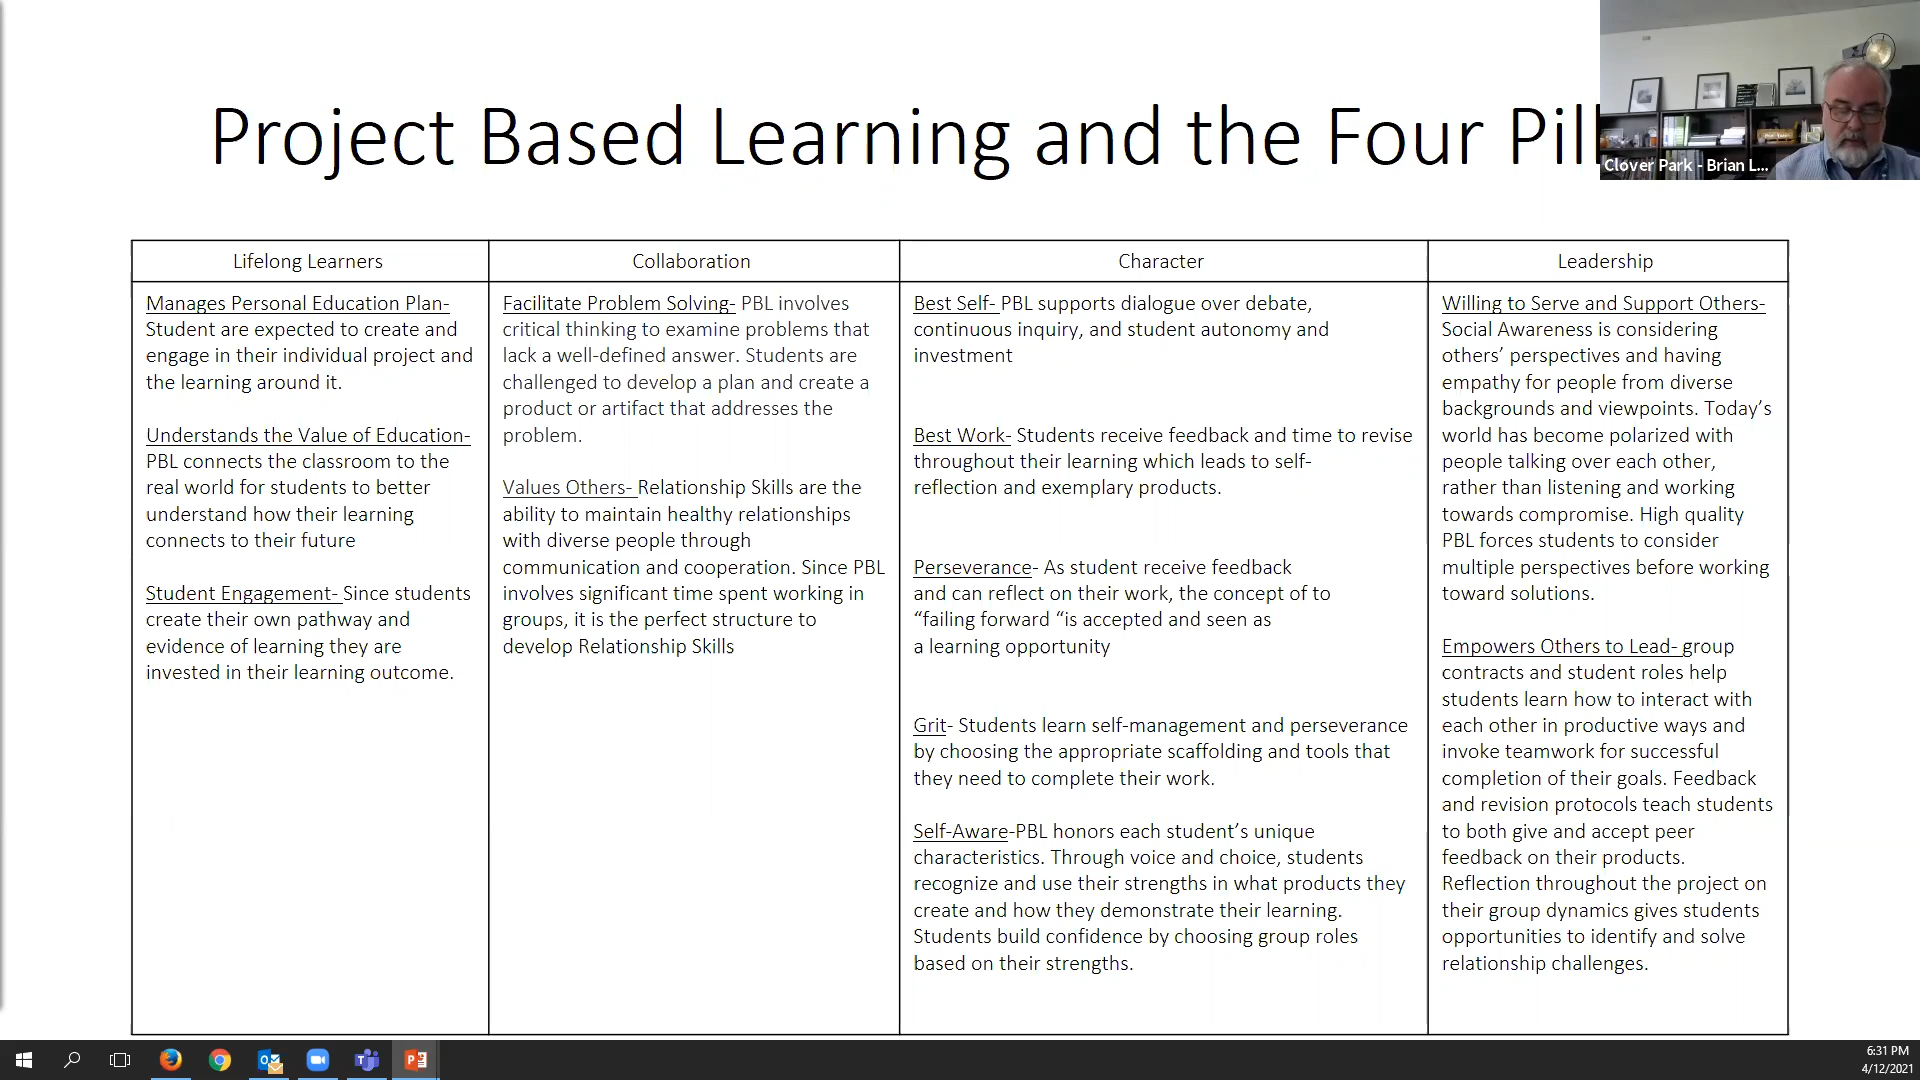 Project Based Learning and the Four Pill
Clover Park - Brian L...
Lifelong Learners
Manages Personal Education Plan-
Student are expected to create and
engage in their individual project and
the learning around it.
Understands the Value of Education-
PBL connects the classroom to the
real world for students to better
understand how their learning
connects to their future
Student Engagement- Since students
create their own pathway and
evidence of learning they are
invested in their learning outcome.
Collaboration
Facilitate Problem Solving- PBL involves
critical thinking to examine problems that
lack a well-defined answer. Students are
challenged to develop a plan and create a
product or artifact that addresses the
problem.
Values Others- Relationship Skills are the
ability to maintain healthy relationships
with diverse people through
communication and cooperation. Since PBL
involves significant time spent working in
groups, it is the perfect structure to
develop Relationship Skills
Character
Best Self- PBL supports dialogue over debate,
continuous inquiry, and student autonomy and
investment
Best Work- Students receive feedback and time to revise
throughout their learning which leads to self-
reflection and exemplary products.
Perseverance- As student receive feedback
and can reflect on their work, the concept of to
“failing forward “is accepted and seen as
a learning opportunity
Grit- Students learn self-management and perseverance
by choosing the appropriate scaffolding and tools that
they need to complete their work.
Self-Aware-PBL honors each student’s unique
characteristics. Through voice and choice, students
recognize and use their strengths in what products they
create and how they demonstrate their learning.
Students build confidence by choosing group roles
based on their strengths.
Leadership
Willing to Serve and Support Others-
Social Awareness is considering
others’ perspectives and having
empathy for people from diverse
backgrounds and viewpoints. Today’s
world has become polarized with
people talking over each other,
rather than listening and working
towards compromise. High quality
PBL forces students to consider
multiple perspectives before working
toward solutions.
Empowers Others to Lead- group
contracts and student roles help
students learn how to interact with
each other in productive ways and
invoke teamwork for successful
completion of their goals. Feedback
and revision protocols teach students
to both give and accept peer
feedback on their products.
Reflection throughout the project on
their group dynamics gives students
opportunities to identify and solve
relationship challenges.
6:31 PM
4/12/2021